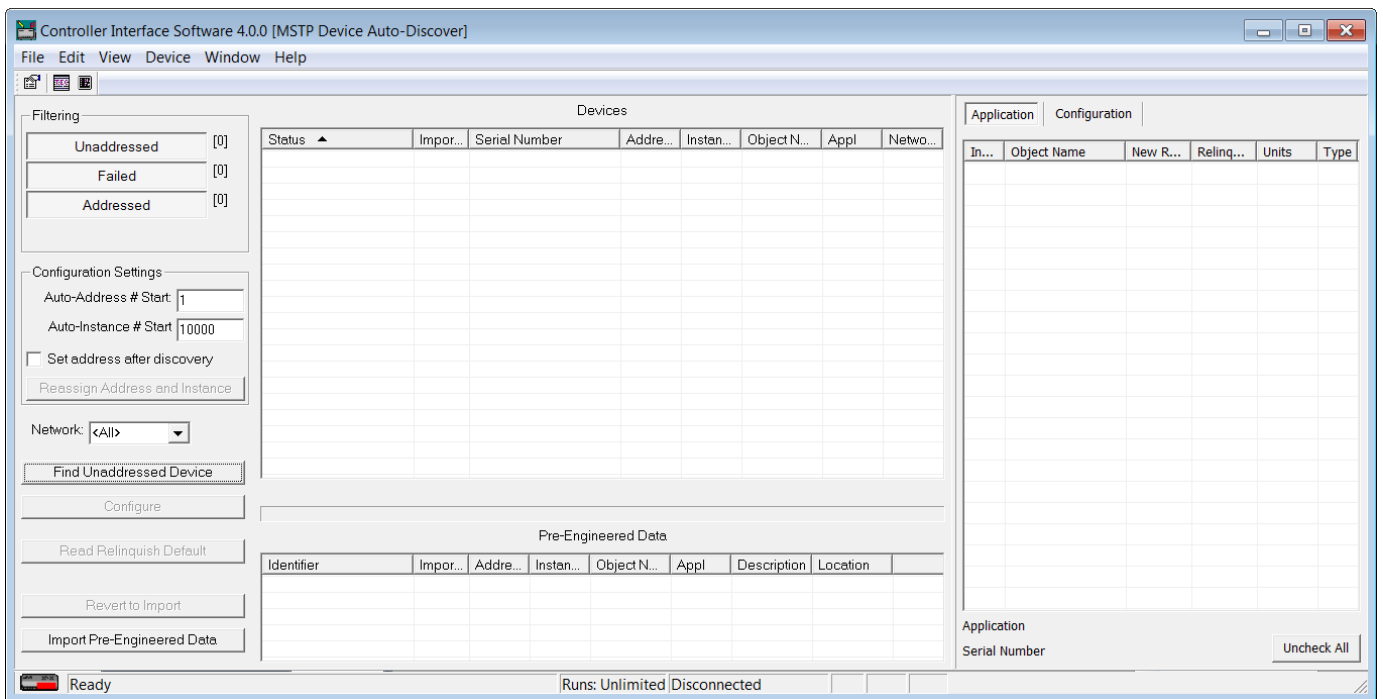 Controller Interface Software 4.0.0 [MSTP Device Auto-Discover]
File Edit View Device Window Help
Filtering
Unaddressed [0]
Failed [0]
Addressed [0]
Configuration Settings
Auto-Address # Start: 1
Auto-Instance # Start 10000
Set address after discovery
Reassign Address and Instance
Network: <All>
Find Unaddressed Device
Configure
Read Relinquish Default
Revert to Import
Import Pre-Engineered Data
Devices
Status Impor... Serial Number Addre... Instan... Object N... Appl Netwo...
Pre-Engineered Data
Identifier Impor... Addre... Instan... Object N... Appl Description Location
Application Configuration
In... Object Name New R... Relinq... Units Type
Application
Serial Number
Uncheck All
Ready Runs: Unlimited Disconnected